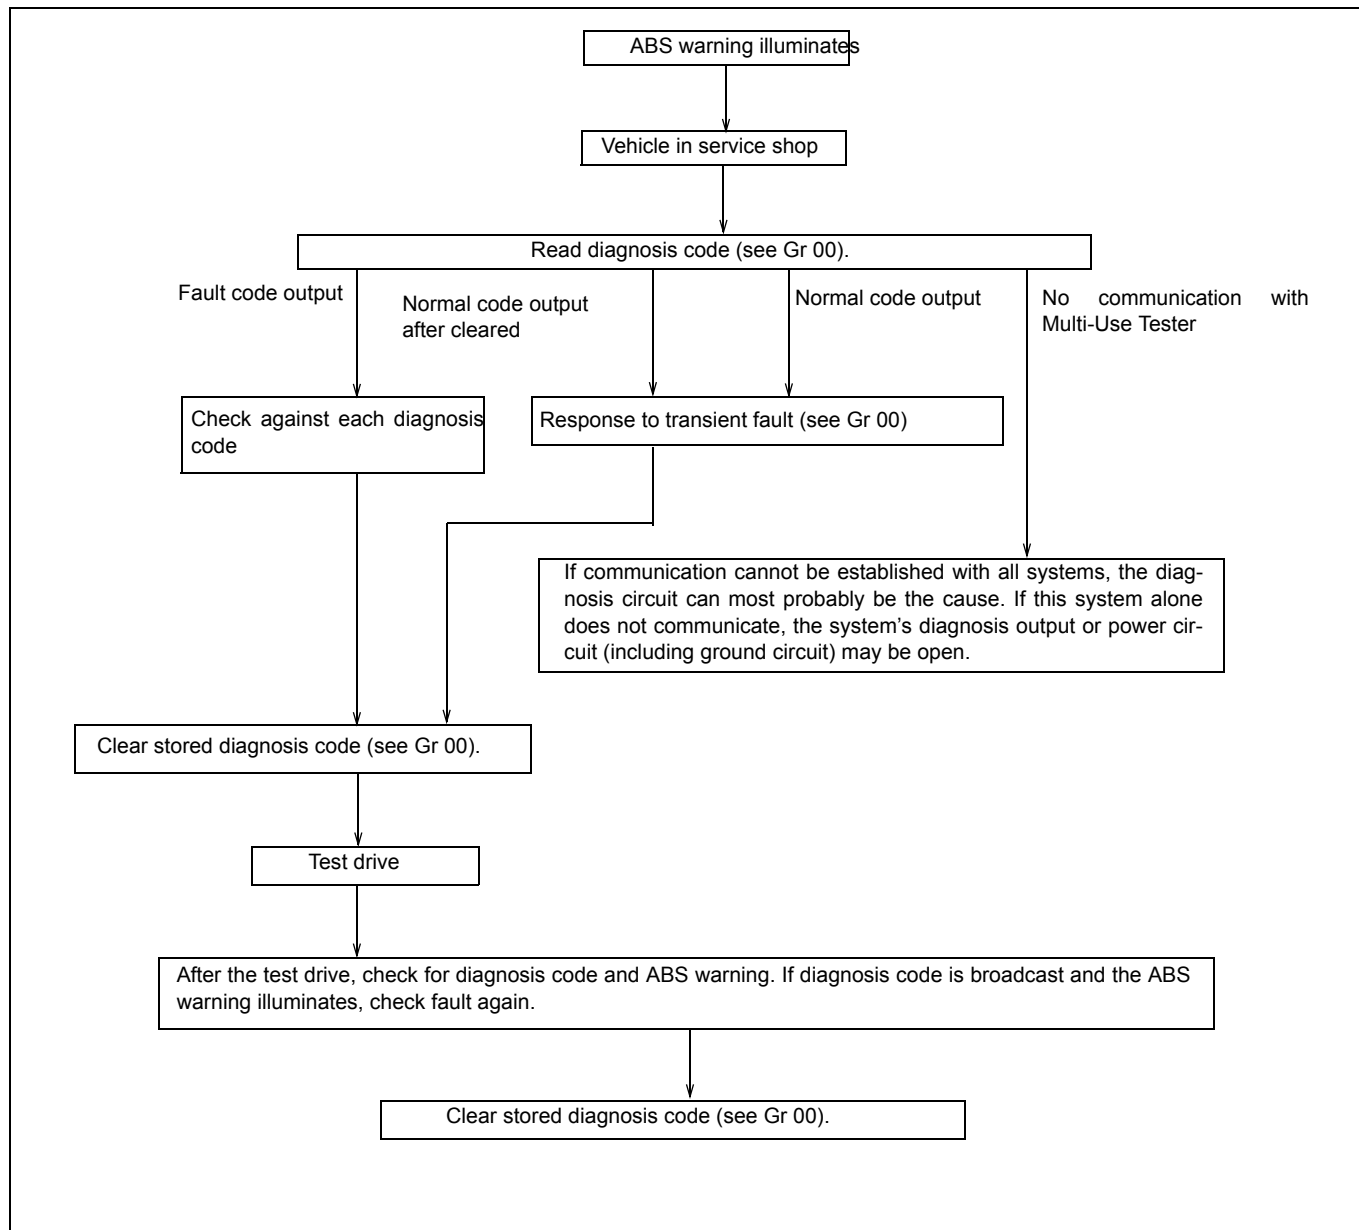 ABS warning illuminates
Vehicle in service shop
Read diagnosis code (see Gr 00).
Fault code output
Normal code output
after cleared
Normal code output
No communication with
Multi-Use Tester
Check against each diagnosis
code
Response to transient fault (see Gr 00)
If communication cannot be established with all systems, the diag-
nosis circuit can most probably be the cause. If this system alone
does not communicate, the system’s diagnosis output or power cir-
cuit (including ground circuit) may be open.
Clear stored diagnosis code (see Gr 00).
Test drive
After the test drive, check for diagnosis code and ABS warning. If diagnosis code is broadcast and the ABS
warning illuminates, check fault again.
Clear stored diagnosis code (see Gr 00).